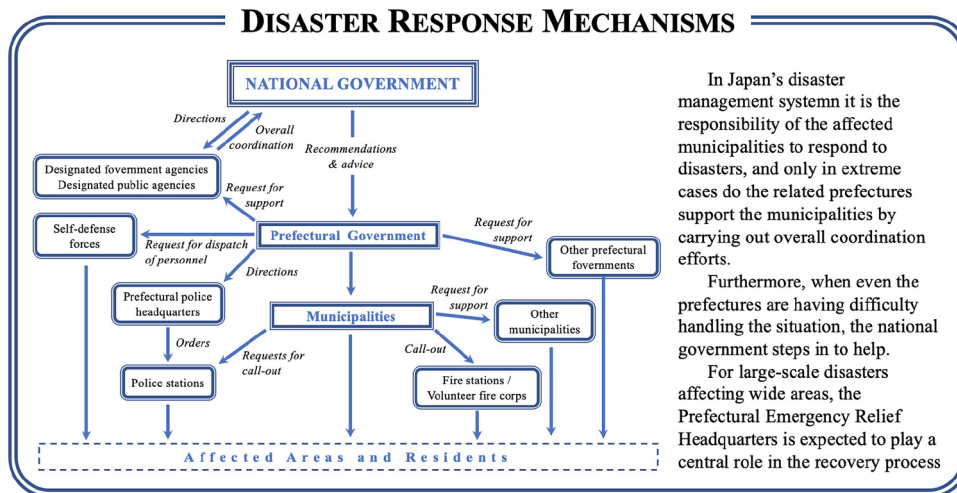 DISASTER RESPONSE MECHANISMS
NATIONAL GOVERNMENT
Directions
Overall
coordination
Recommendations
& advice
Designated fovernment agencies
Designated public agencies
Request for
support
Self-defense
forces
Request for dispatch
of personnel
Prefectural Government
Request for
support
Other prefectural
fovernments
Directions
Prefectural police
headquarters
Municipalities
Request for
support
Other
municipalities
Orders
Requests for
call-out
Call-out
Police stations
Fire stations /
Volunteer fire corps
Affected Areas and Residents
In Japan's disaster
management systemn it is the
responsibility of the affected
municipalities to respond to
disasters, and only in extreme
cases do the related prefectures
support the municipalities by
carrying out overall coordination
efforts.
Furthermore, when even the
prefectures are having difficulty
handling the situation, the national
government steps in to help.
For large-scale disasters
affecting wide areas, the
Prefectural Emergency Relief
Headquarters is expected to play a
central role in the recovery process